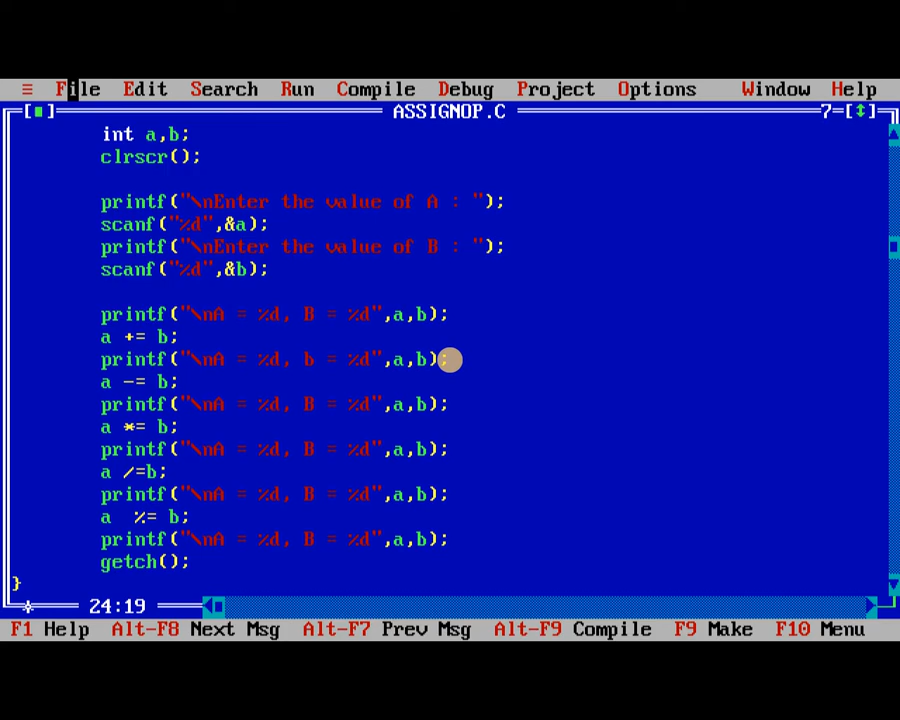 ≡ File Edit Search Run Compile Debug Project Options Window Help
[■] ASSIGNOP.C 7=[↕]
int a,b;
clrscr();
printf("\nEnter the value of A : ");
scanf("%d",&a);
printf("\nEnter the value of B : ");
scanf("%d",&b);
printf("\nA = %d, B = %d",a,b);
a += b;
printf("\nA = %d, b = %d",a,b);
a -= b;
printf("\nA = %d, B = %d",a,b);
a *= b;
printf("\nA = %d, B = %d",a,b);
a /=b;
printf("\nA = %d, B = %d",a,b);
a  %= b;
printf("\nA = %d, B = %d",a,b);
getch();
}
24:19
F1 Help Alt-F8 Next Msg Alt-F7 Prev Msg Alt-F9 Compile F9 Make F10 Menu